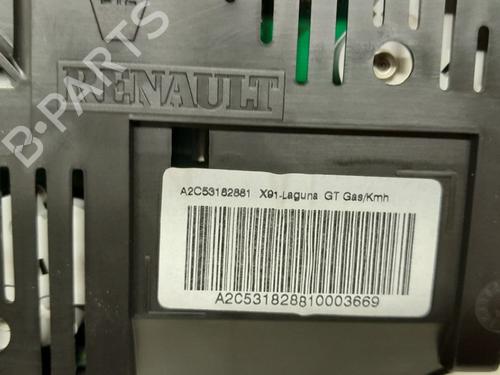 RENAULT
B-PARTS
A2C53182881 X91-Laguna GT Gas/Kmh
A2C531828810003669